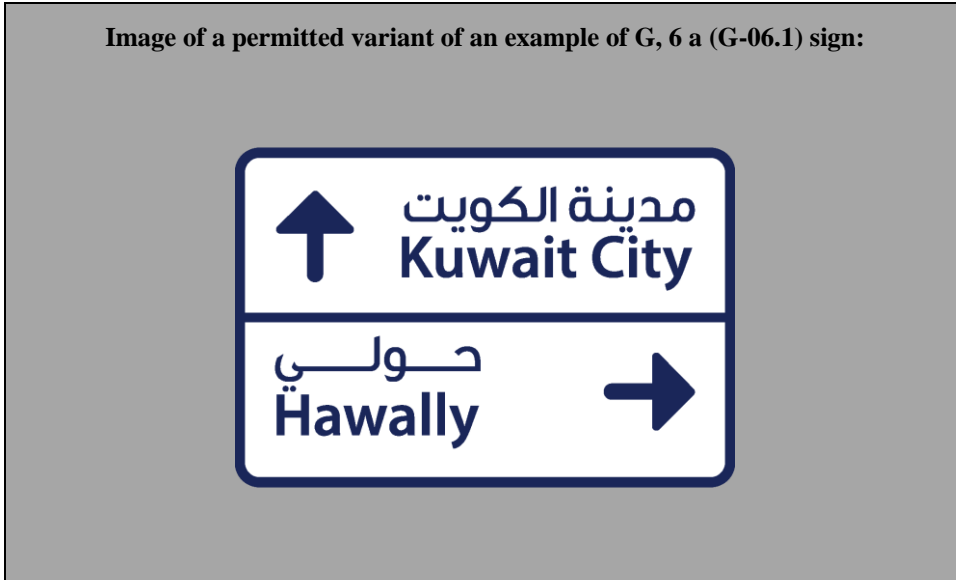 Image of a permitted variant of an example of G, 6 a (G-06.1) sign:
مدينة الكويت
Kuwait City
حـــولـــي
Hawally